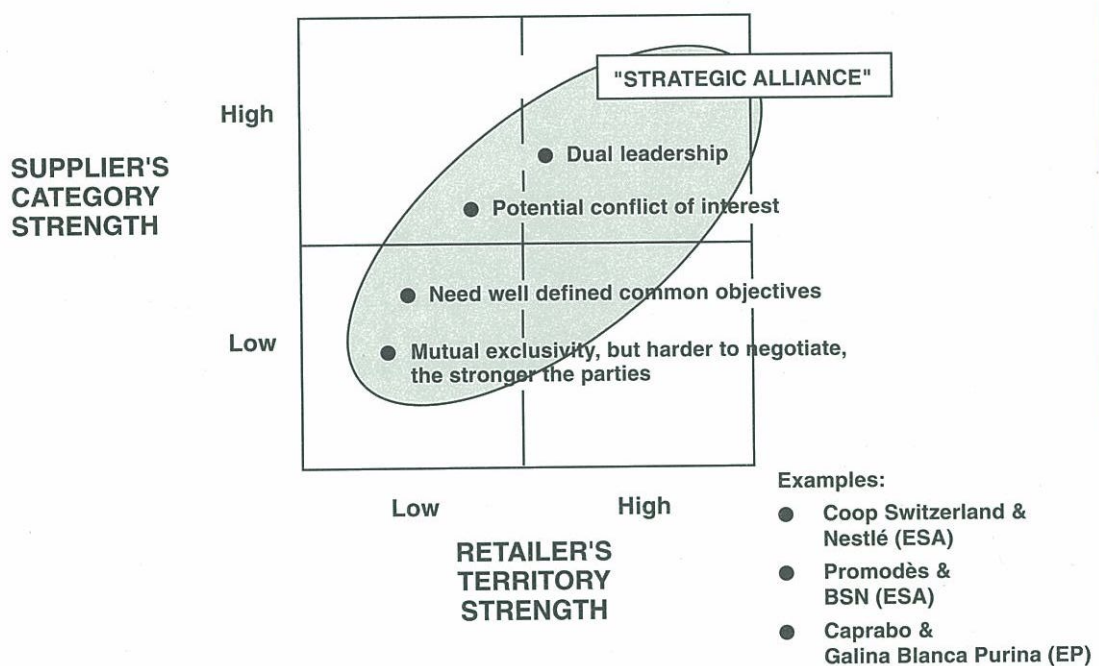 "STRATEGIC ALLIANCE"
High
SUPPLIER'S
CATEGORY
STRENGTH
● Dual leadership
● Potential conflict of interest
● Need well defined common objectives
Low
● Mutual exclusivity, but harder to negotiate,
the stronger the parties
Low High
RETAILER'S
TERRITORY
STRENGTH
Examples:
● Coop Switzerland &
Nestlé (ESA)
● Promodès &
BSN (ESA)
● Caprabo &
Galina Blanca Purina (EP)